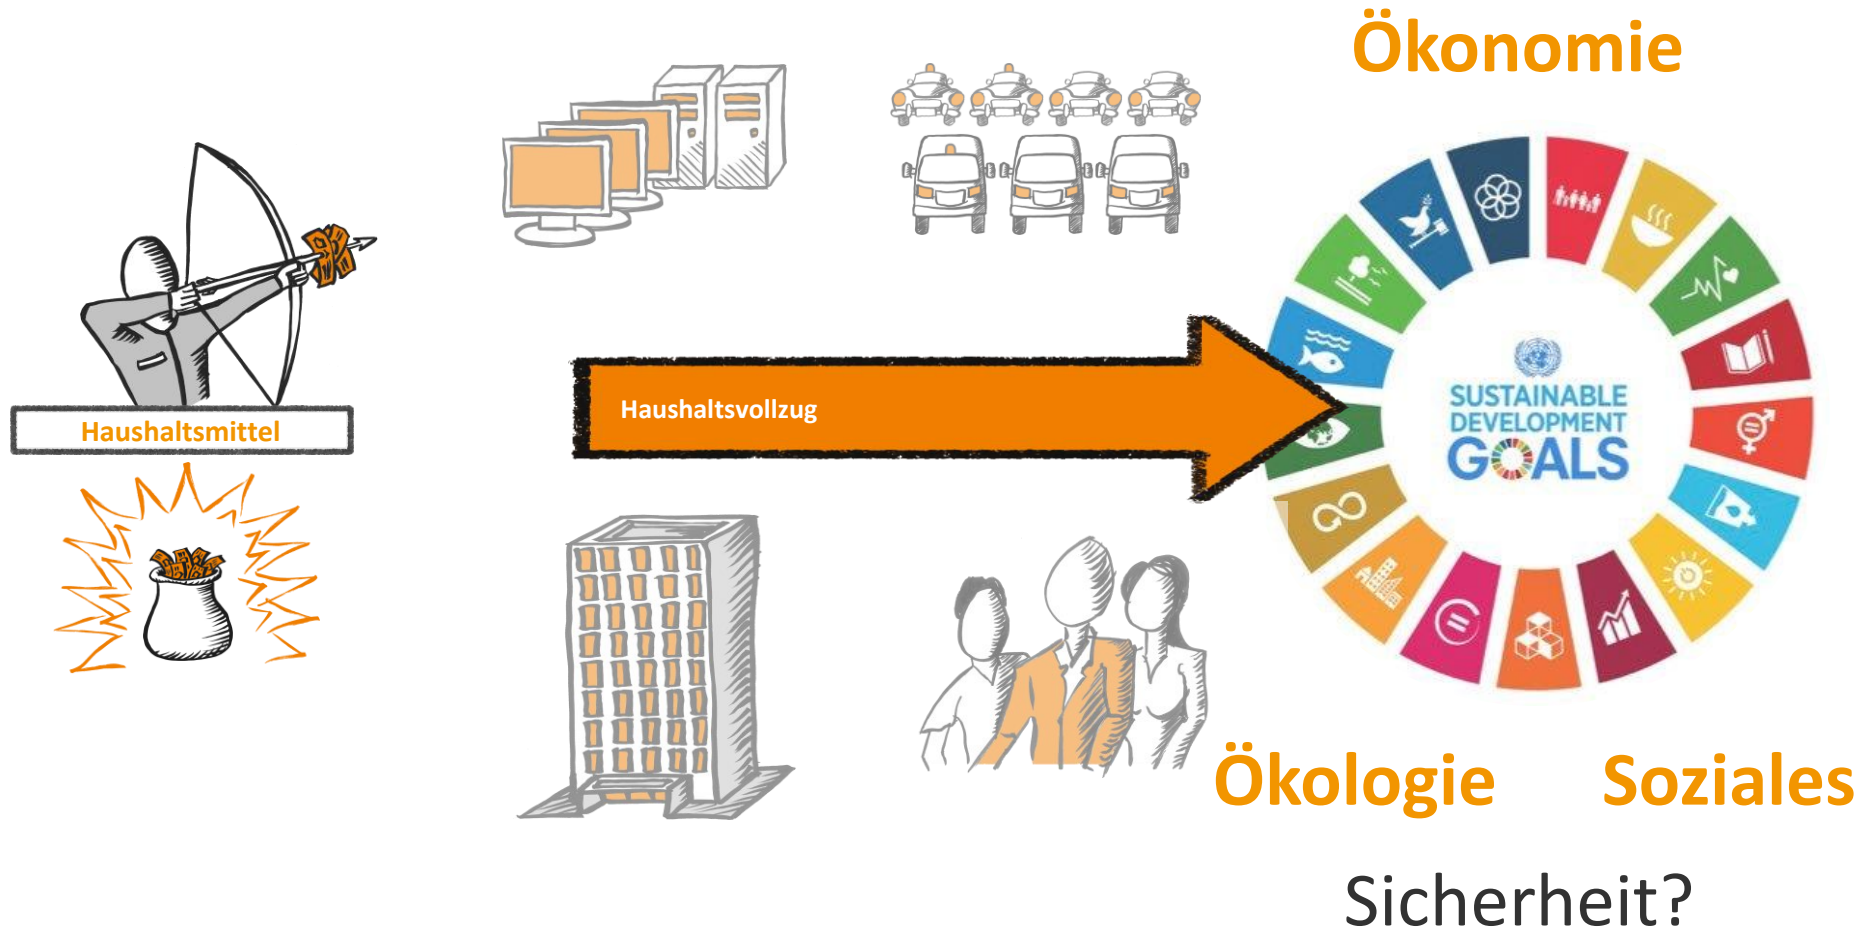 Ökonomie
Haushaltsmittel
Haushaltsvollzug
SUSTAINABLE
DEVELOPMENT
GOALS
Ökologie
Soziales
Sicherheit?